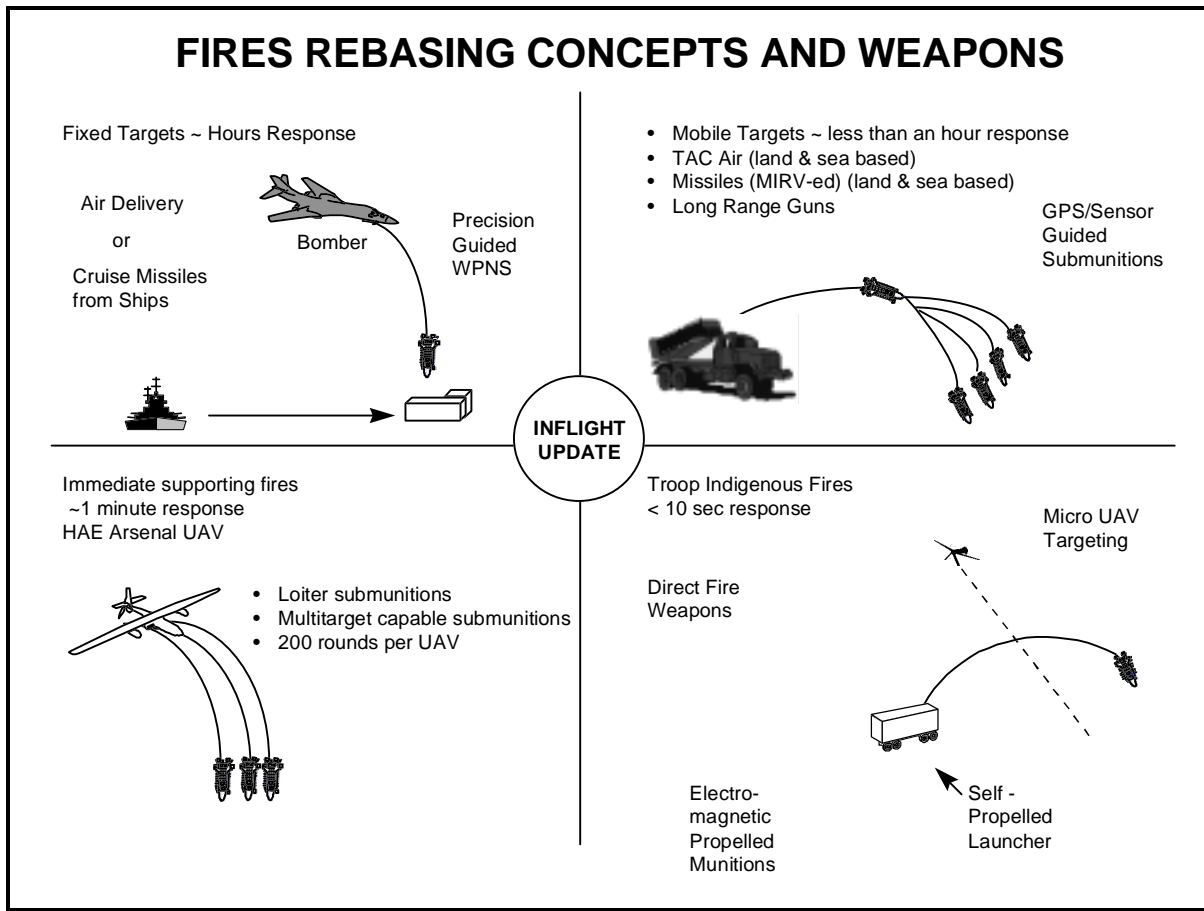 FIRES REBASING CONCEPTS AND WEAPONS
Fixed Targets ~ Hours Response
Air Delivery
or
Cruise Missiles
from Ships
Bomber
Precision
Guided
WPNS
• Mobile Targets ~ less than an hour response
• TAC Air (land & sea based)
• Missiles (MIRV-ed) (land & sea based)
• Long Range Guns
GPS/Sensor
Guided
Submunitions
INFLIGHT
UPDATE
Immediate supporting fires
~1 minute response
HAE Arsenal UAV
• Loiter submunitions
• Multitarget capable submunitions
• 200 rounds per UAV
Troop Indigenous Fires
< 10 sec response
Micro UAV
Targeting
Direct Fire
Weapons
Electro-
magnetic
Propelled
Munitions
Self -
Propelled
Launcher